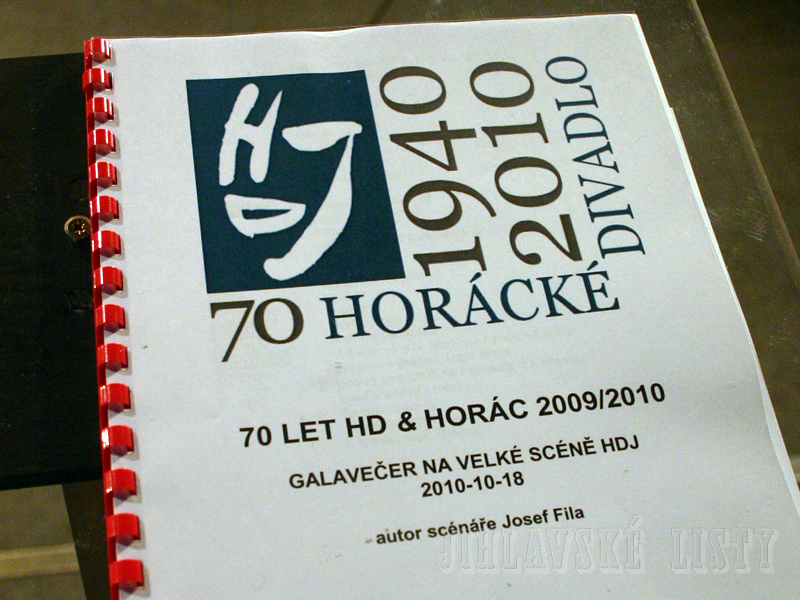 HDJ
1940
2010
DIVADLO
70 HORÁCKÉ
70 LET HD & HORÁC 2009/2010
GALAVEČER NA VELKÉ SCÉNĚ HDJ
2010-10-18
autor scénáře Josef Fila
JIHLAVSKÉ LISTY